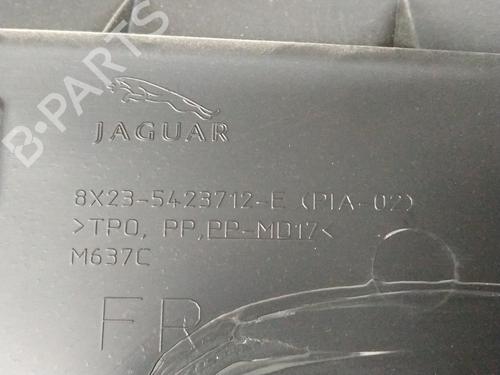 B-PARTS
JAGUAR
8X23-5423712-E (PIA-02)
>TPO, PP,PP-MD17<
M637C
FR